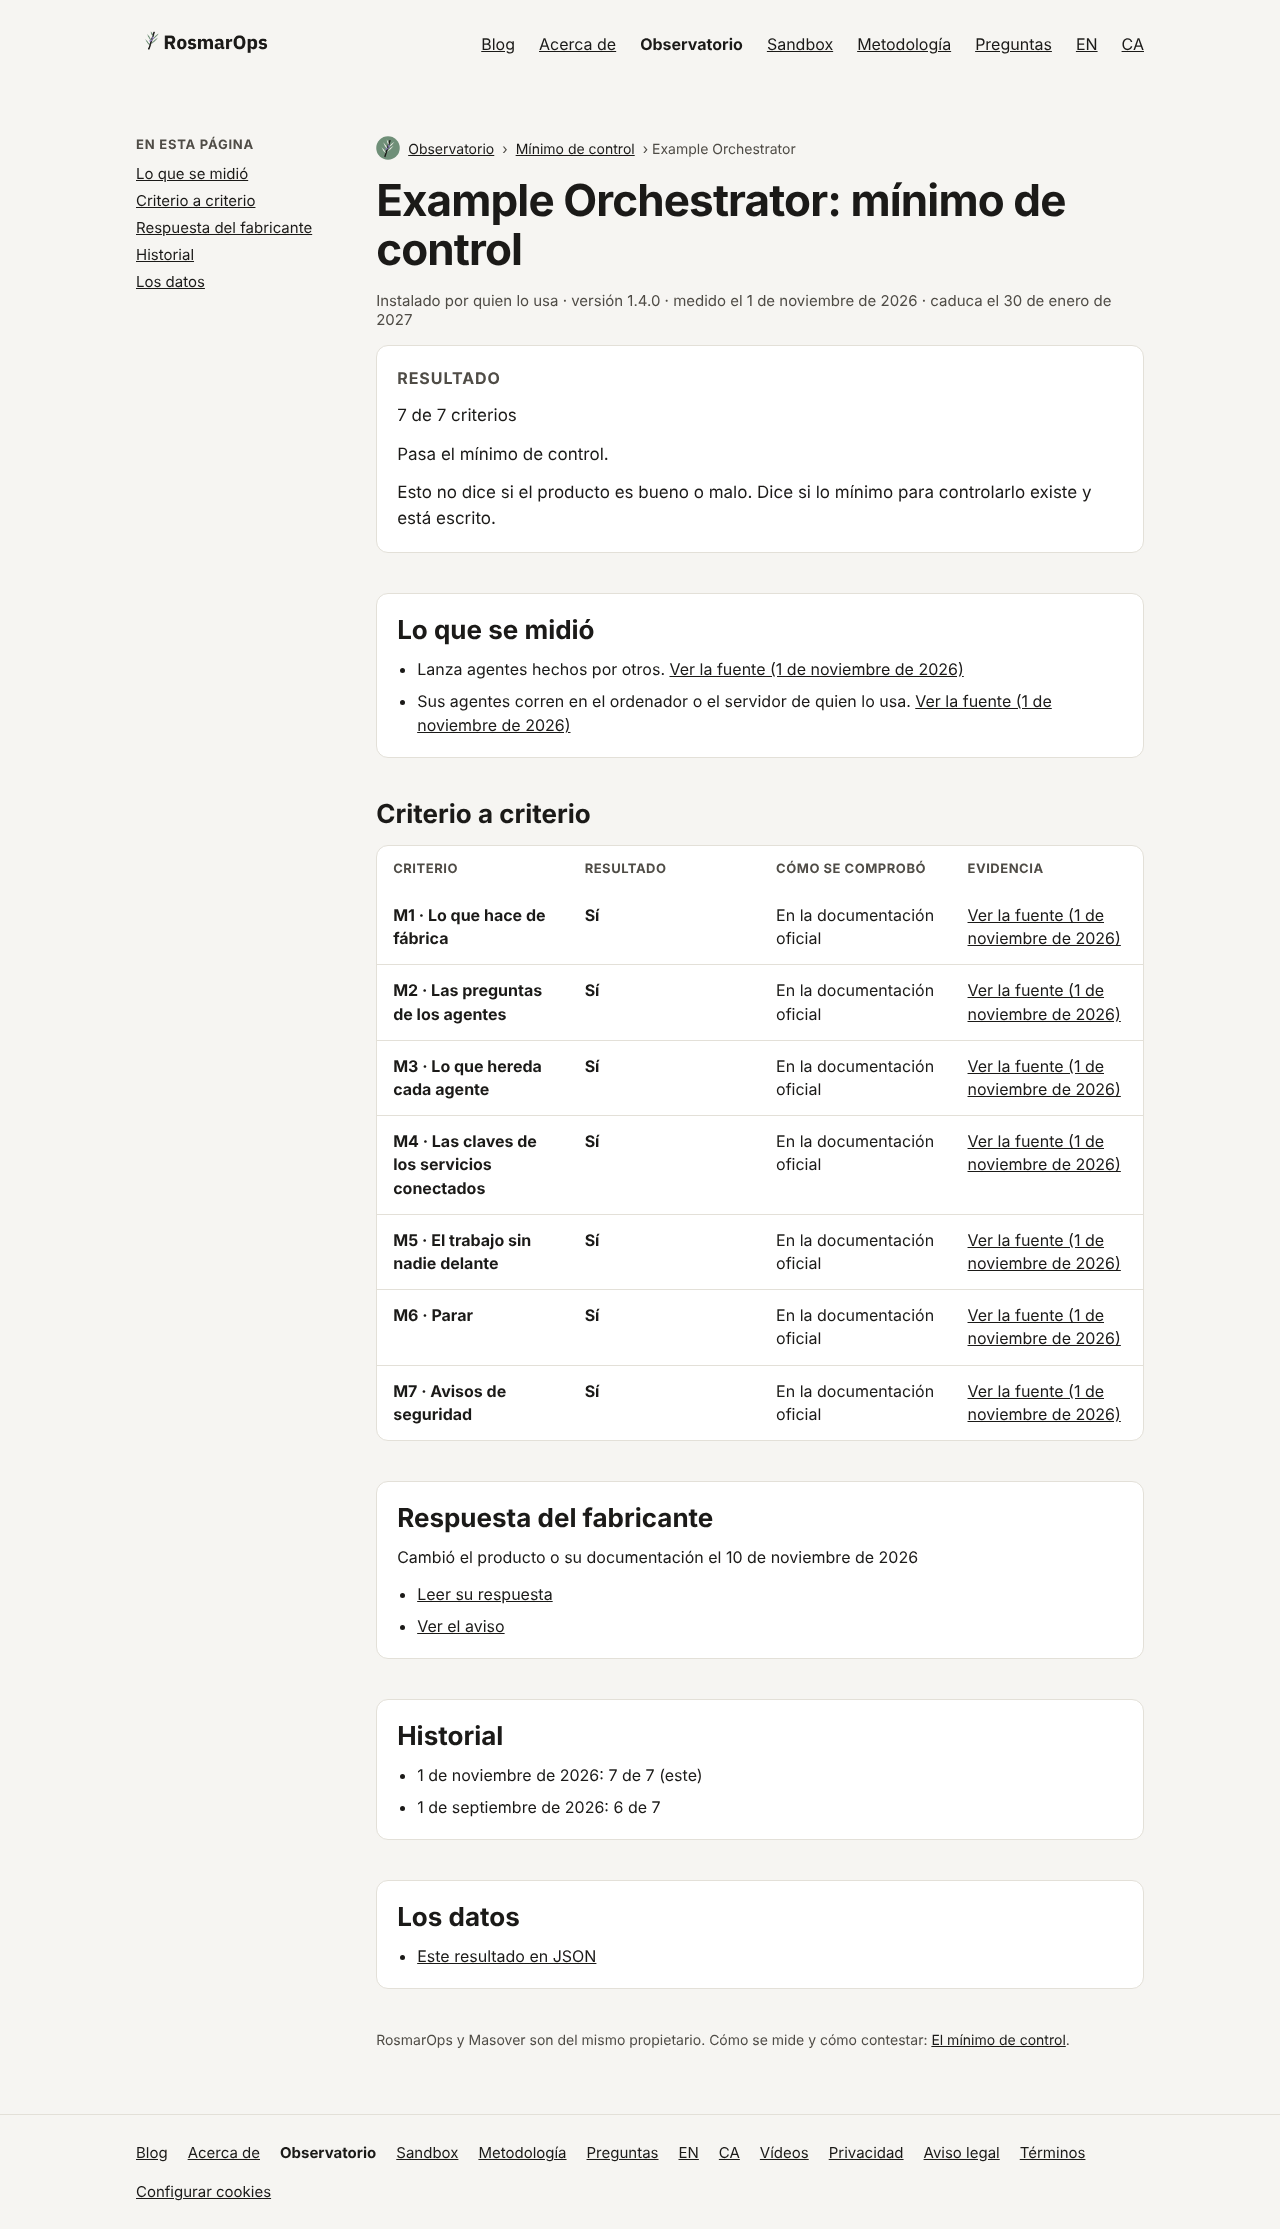 RosmarOps
Blog Acerca de Observatorio Sandbox Metodología Preguntas EN CA
EN ESTA PÁGINA
Lo que se midió
Criterio a criterio
Respuesta del fabricante
Historial
Los datos
Observatorio › Mínimo de control › Example Orchestrator
Example Orchestrator: mínimo de
control
Instalado por quien lo usa · versión 1.4.0 · medido el 1 de noviembre de 2026 · caduca el 30 de enero de
2027
RESULTADO
7 de 7 criterios
Pasa el mínimo de control.
Esto no dice si el producto es bueno o malo. Dice si lo mínimo para controlarlo existe y
está escrito.
Lo que se midió
• Lanza agentes hechos por otros. Ver la fuente (1 de noviembre de 2026)
• Sus agentes corren en el ordenador o el servidor de quien lo usa. Ver la fuente (1 de
noviembre de 2026)
Criterio a criterio
CRITERIO RESULTADO CÓMO SE COMPROBÓ EVIDENCIA
M1 · Lo que hace de Sí En la documentación Ver la fuente (1 de
fábrica oficial noviembre de 2026)
M2 · Las preguntas Sí En la documentación Ver la fuente (1 de
de los agentes oficial noviembre de 2026)
M3 · Lo que hereda Sí En la documentación Ver la fuente (1 de
cada agente oficial noviembre de 2026)
M4 · Las claves de Sí En la documentación Ver la fuente (1 de
los servicios oficial noviembre de 2026)
conectados
M5 · El trabajo sin Sí En la documentación Ver la fuente (1 de
nadie delante oficial noviembre de 2026)
M6 · Parar Sí En la documentación Ver la fuente (1 de
oficial noviembre de 2026)
M7 · Avisos de Sí En la documentación Ver la fuente (1 de
seguridad oficial noviembre de 2026)
Respuesta del fabricante
Cambió el producto o su documentación el 10 de noviembre de 2026
• Leer su respuesta
• Ver el aviso
Historial
• 1 de noviembre de 2026: 7 de 7 (este)
• 1 de septiembre de 2026: 6 de 7
Los datos
• Este resultado en JSON
RosmarOps y Masover son del mismo propietario. Cómo se mide y cómo contestar: El mínimo de control.
Blog Acerca de Observatorio Sandbox Metodología Preguntas EN CA Vídeos Privacidad Aviso legal Términos
Configurar cookies